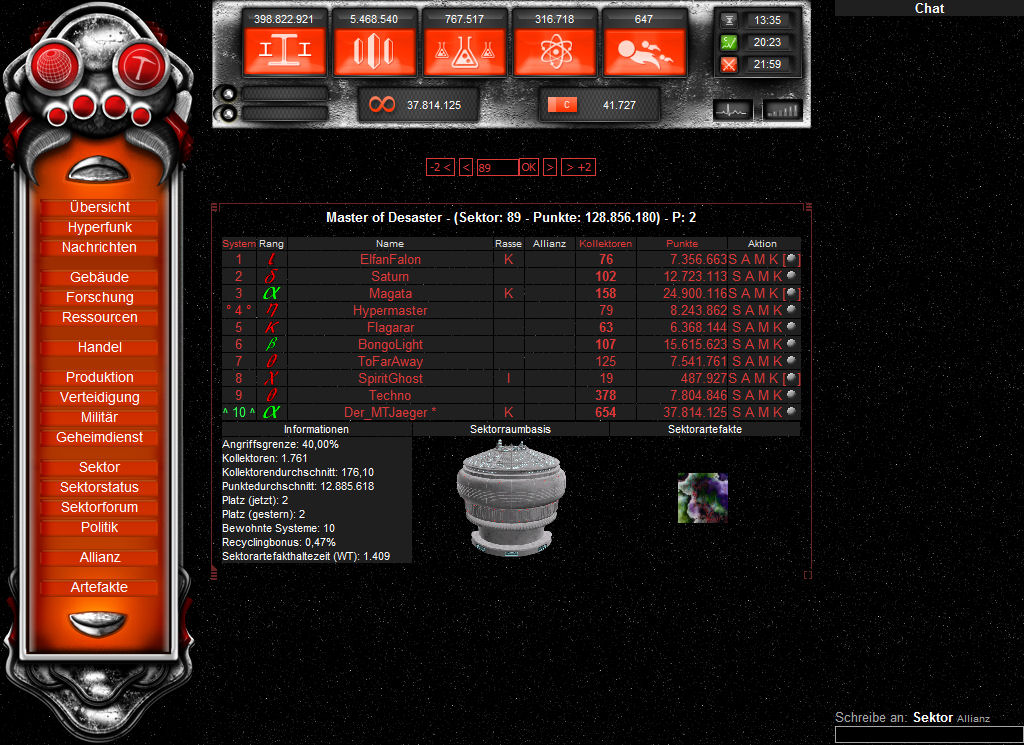 398.822.921 5.468.540 767.517 316.718 647
13:35
20:23
21:59
37.814.125 C 41.727
Chat
-2 < < 89 OK > > +2
Übersicht
Hyperfunk
Nachrichten
Gebäude
Forschung
Ressourcen
Handel
Produktion
Verteidigung
Militär
Geheimdienst
Sektor
Sektorstatus
Sektorforum
Politik
Allianz
Artefakte
Master of Desaster - (Sektor: 89 - Punkte: 128.856.180) - P: 2
System Rang Name Rasse Allianz Kollektoren Punkte Aktion
1 ι ElfanFalon K 76 7.356.663 S A M K [ ]
2 δ Saturn 102 12.723.113 S A M K
3 α Magata K 158 24.900.116 S A M K [ ]
° 4 ° η Hypermaster 79 8.243.862 S A M K
5 κ Flagarar 63 6.368.144 S A M K
6 β BongoLight 107 15.615.623 S A M K
7 θ ToFarAway 125 7.541.761 S A M K
8 χ SpiritGhost I 19 487.927 S A M K [ ]
9 θ Techno 378 7.804.846 S A M K
^ 10 ^ α Der_MTJaeger * K 654 37.814.125 S A M K
Informationen Sektorraumbasis Sektorartefakte
Angriffsgrenze: 40,00%
Kollektoren: 1.761
Kollektorendurchschnitt: 176,10
Punktedurchschnitt: 12.885.618
Platz (jetzt): 2
Platz (gestern): 2
Bewohnte Systeme: 10
Recyclingbonus: 0,47%
Sektorartefakthaltezeit (WT): 1.409
Schreibe an: Sektor Allianz